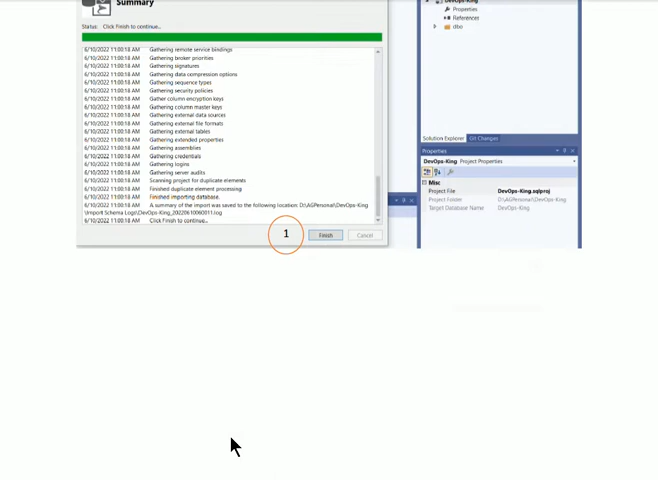 Summary
Status: Click Finish to continue...
6/10/2022 11:00:18 AM Gathering remote service bindings
6/10/2022 11:00:18 AM Gathering broker priorities
6/10/2022 11:00:18 AM Gathering signatures
6/10/2022 11:00:18 AM Gathering data compression options
6/10/2022 11:00:18 AM Gathering sequence types
6/10/2022 11:00:18 AM Gathering security policies
6/10/2022 11:00:18 AM Gather column encryption keys
6/10/2022 11:00:18 AM Gathering column master keys
6/10/2022 11:00:18 AM Gathering external data sources
6/10/2022 11:00:18 AM Gathering external file formats
6/10/2022 11:00:18 AM Gathering external tables
6/10/2022 11:00:18 AM Gathering extended properties
6/10/2022 11:00:18 AM Gathering assemblies
6/10/2022 11:00:18 AM Gathering credentials
6/10/2022 11:00:18 AM Gathering logins
6/10/2022 11:00:18 AM Gathering server audits
6/10/2022 11:00:18 AM Scanning project for duplicate elements
6/10/2022 11:00:18 AM Finished duplicate element processing
6/10/2022 11:00:18 AM Finished importing database.
6/10/2022 11:00:18 AM A summary of the import was saved to the following location: D:\AGPersonal\DevOps-King
\Import Schema Logs\DevOps-King_20220610060011.log
6/10/2022 11:00:18 AM Click Finish to continue...
1
Finish
Cancel
DevOps-King
Properties
References
dbo
Solution Explorer Git Changes
Properties
DevOps-King Project Properties
Misc
Project File DevOps-King.sqlproj
Project Folder D:\AGPersonal\DevOps-King
Target Database Name DevOps-King